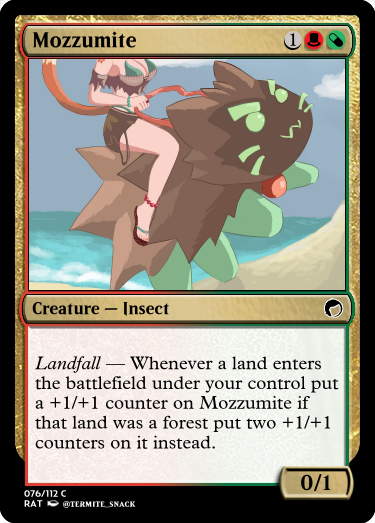 Mozzumite 1
Creature — Insect
Landfall — Whenever a land enters
the battlefield under your control put
a +1/+1 counter on Mozzumite if
that land was a forest put two +1/+1
counters on it instead.
0/1
076/112 C
RAT @TERMITE_SNACK